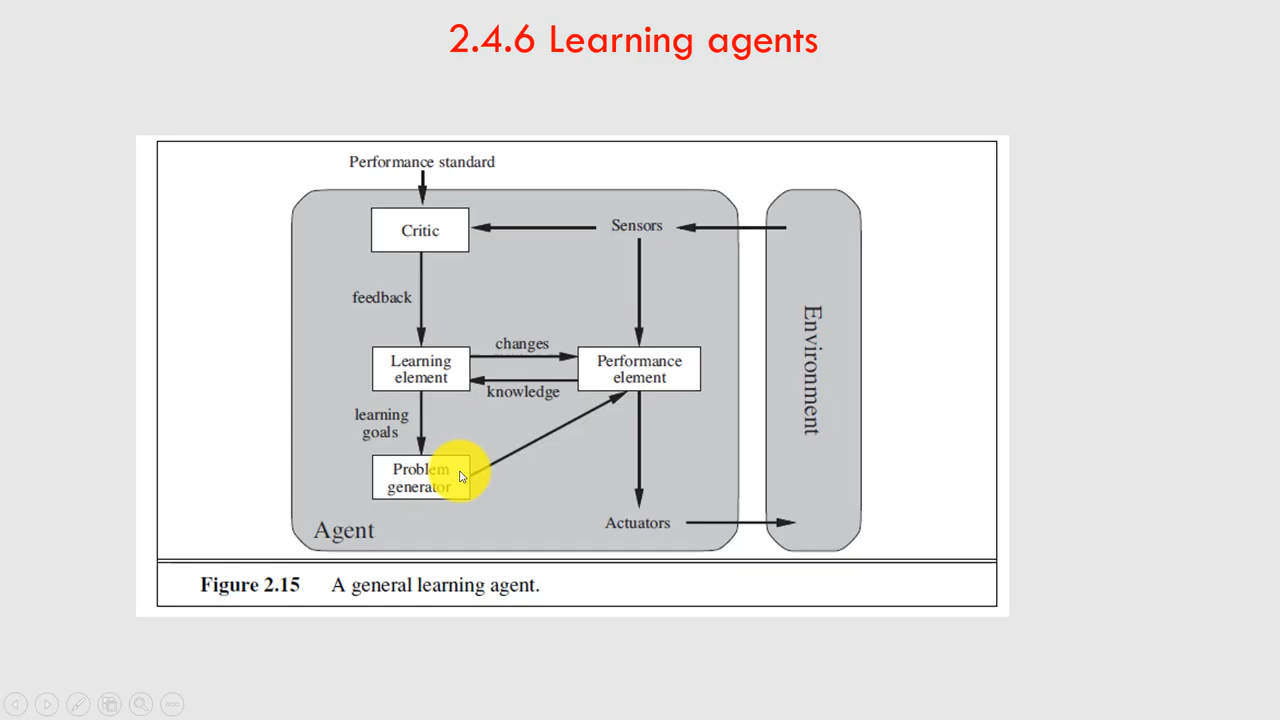 2.4.6 Learning agents
Performance standard
Critic
Sensors
feedback
Learning
element
changes
knowledge
Performance
element
learning
goals
Problem
generator
Actuators
Agent
Environment
Figure 2.15 A general learning agent.